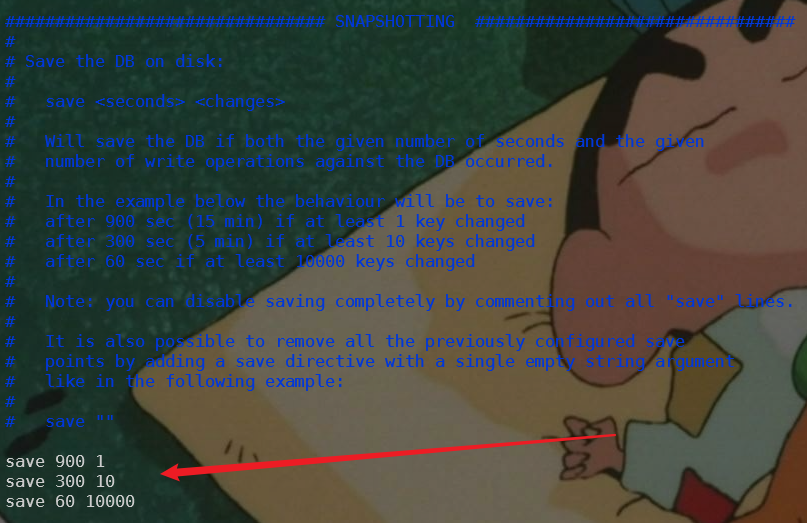 ################################ SNAPSHOTTING  ################################
#
# Save the DB on disk:
#
#   save <seconds> <changes>
#
#   Will save the DB if both the given number of seconds and the given
#   number of write operations against the DB occurred.
#
#   In the example below the behaviour will be to save:
#   after 900 sec (15 min) if at least 1 key changed
#   after 300 sec (5 min) if at least 10 keys changed
#   after 60 sec if at least 10000 keys changed
#
#   Note: you can disable saving completely by commenting out all "save" lines.
#
#   It is also possible to remove all the previously configured save
#   points by adding a save directive with a single empty string argument
#   like in the following example:
#
#   save ""

save 900 1
save 300 10
save 60 10000